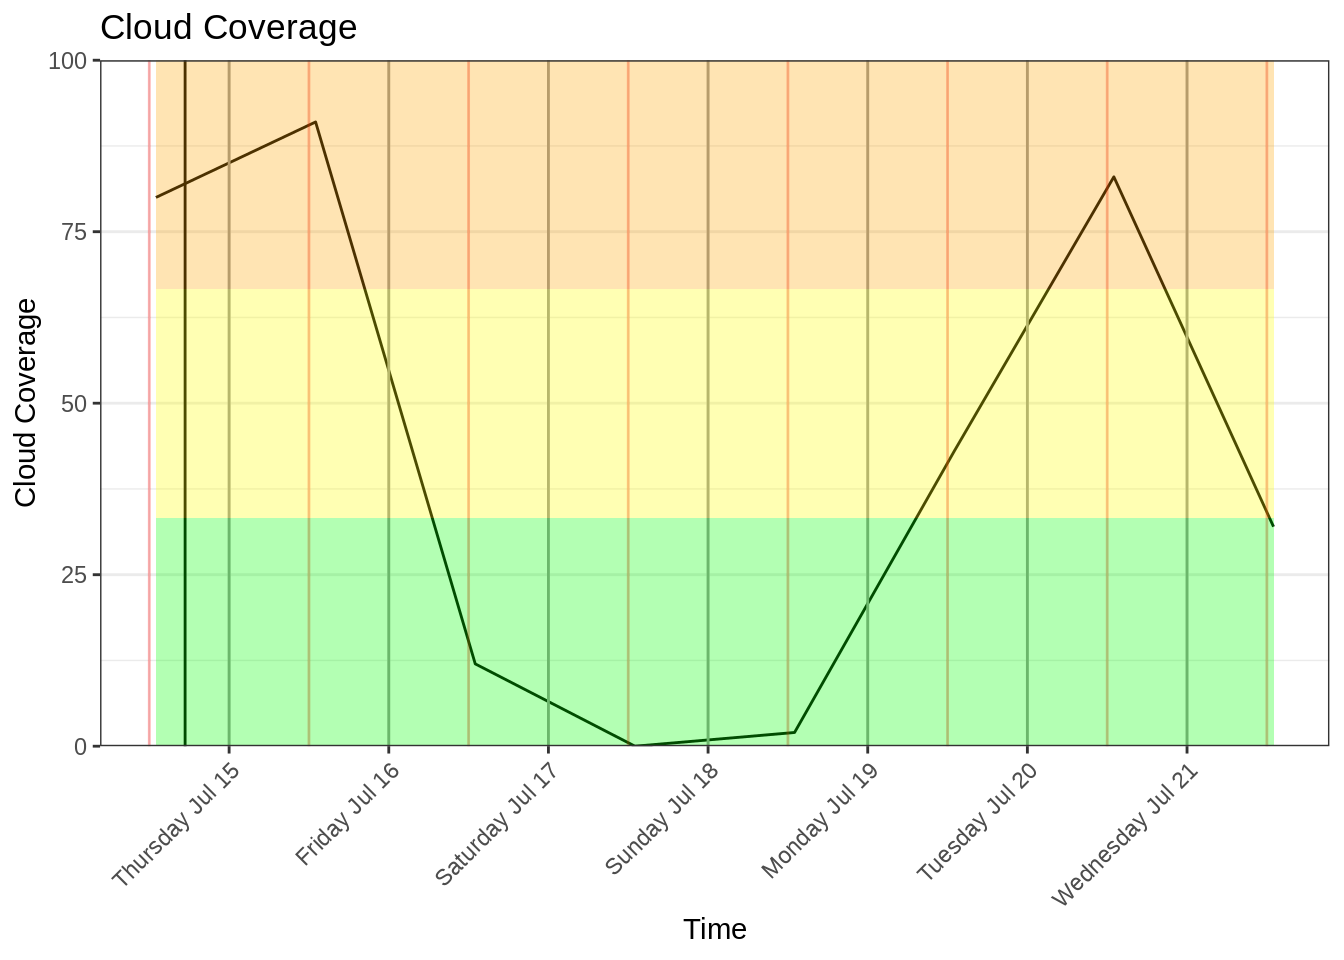 Cloud Coverage
Cloud Coverage
100
75
50
25
0
Thursday Jul 15
Friday Jul 16
Saturday Jul 17
Sunday Jul 18
Monday Jul 19
Tuesday Jul 20
Wednesday Jul 21
Time